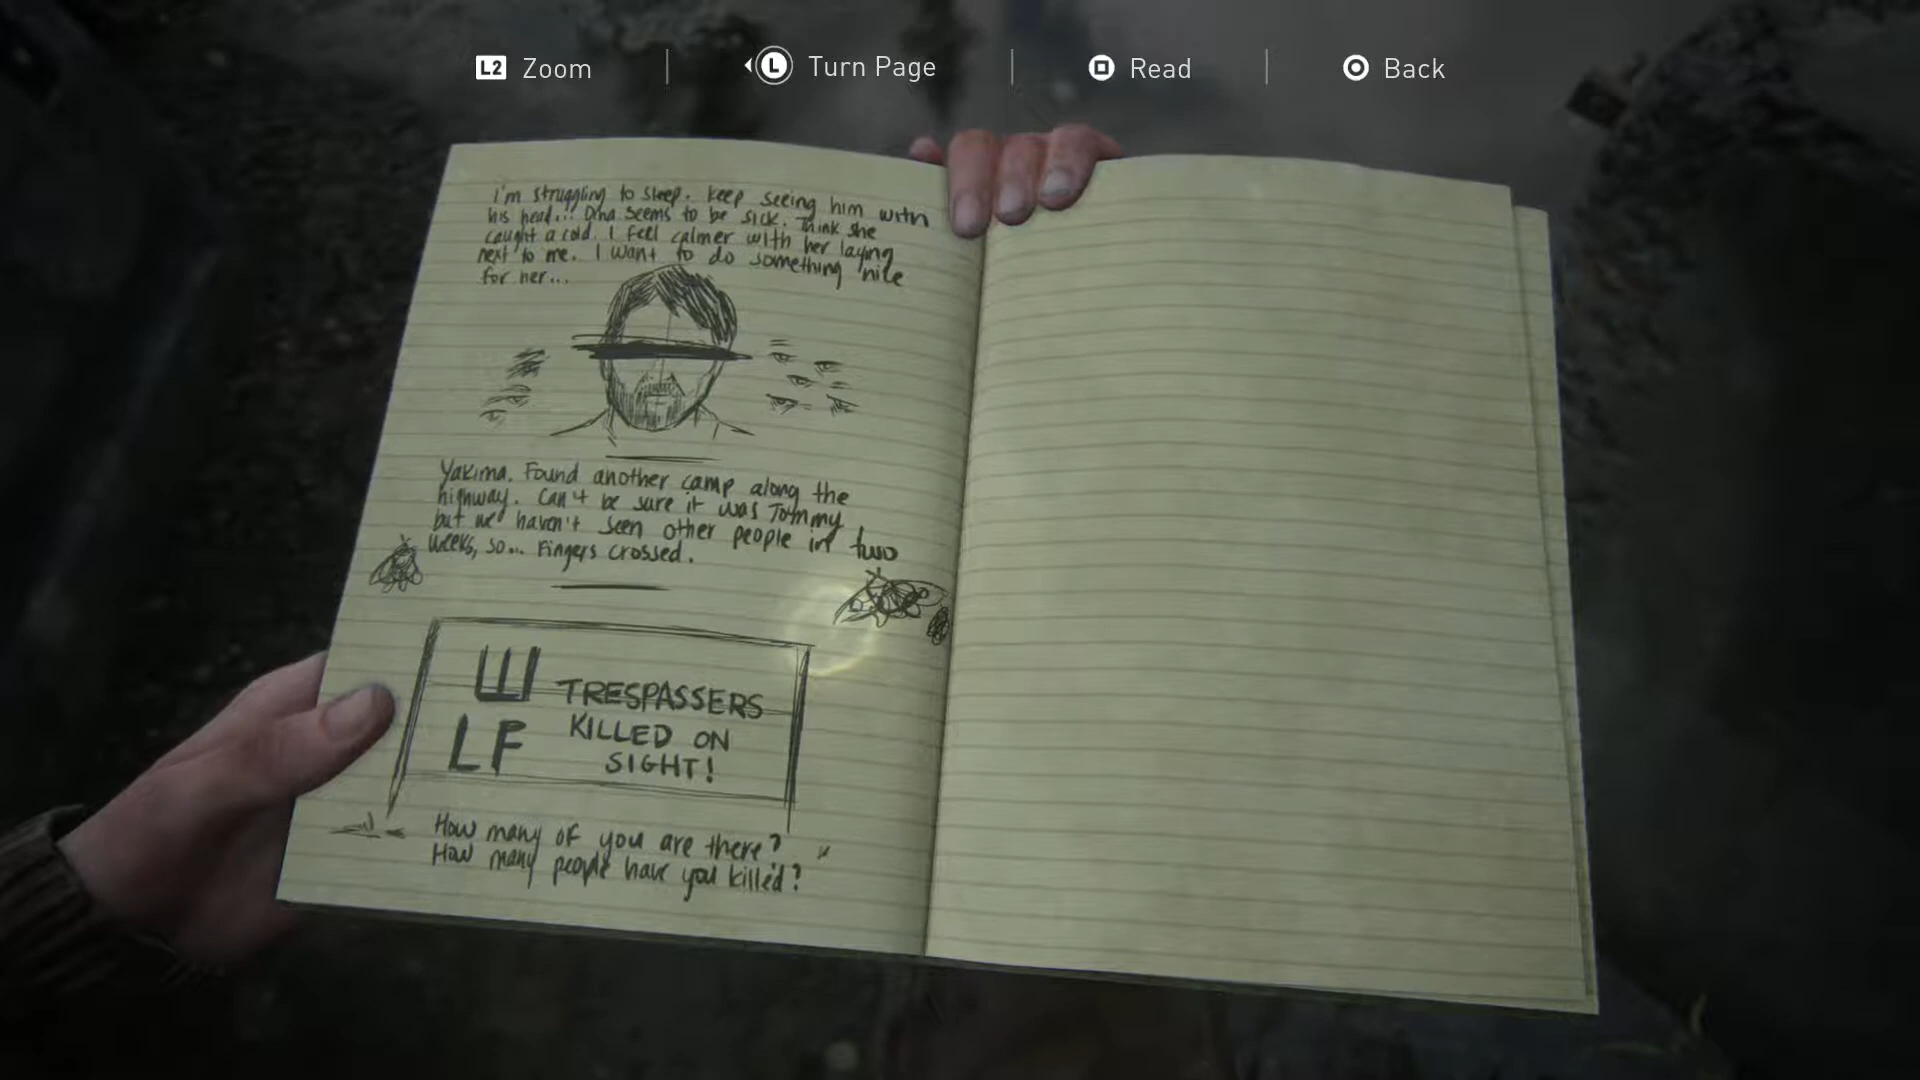 L2 Zoom L Turn Page Read Back
I'm struggling to sleep. Keep seeing him with
his head... Dina seems to be sick. Think she
caught a cold. I feel calmer with her laying
next to me. I want to do something nice
for her...
Yakima. Found another camp along the
highway. Can't be sure it was Tommy
but we haven't seen other people in two
weeks, so... Fingers crossed.
W TRESPASSERS
KILLED ON
LF SIGHT!
How many of you are there?
How many people have you killed?